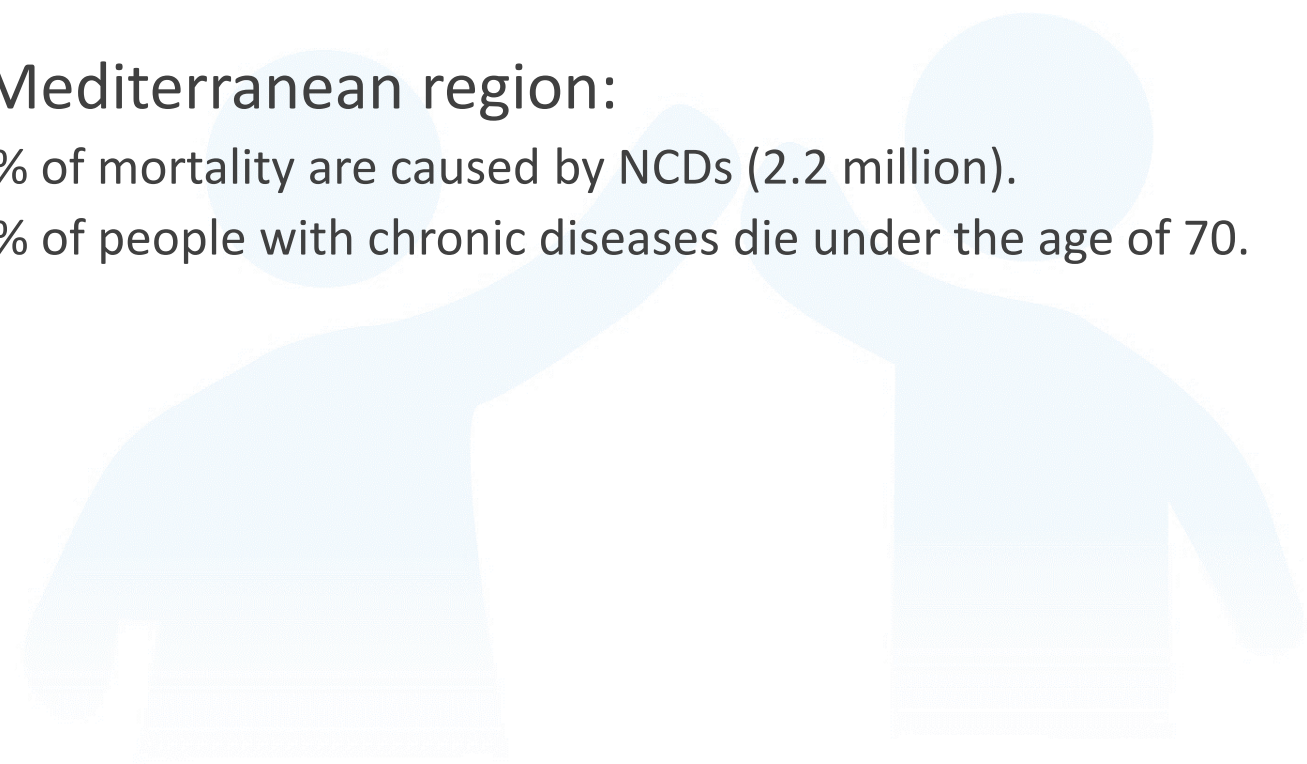 Mediterranean region:
% of mortality are caused by NCDs (2.2 million).
% of people with chronic diseases die under the age of 70.